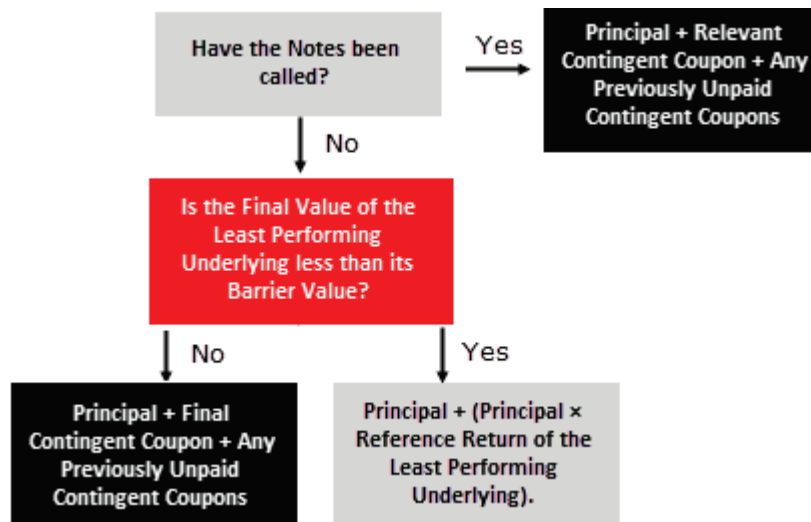 Have the Notes been
called?
Yes
Principal + Relevant
Contingent Coupon + Any
Previously Unpaid
Contingent Coupons
No
Is the Final Value of the
Least Performing
Underlying less than its
Barrier Value?
No
Yes
Principal + Final
Contingent Coupon + Any
Previously Unpaid
Contingent Coupons
Principal + (Principal ×
Reference Return of the
Least Performing
Underlying).